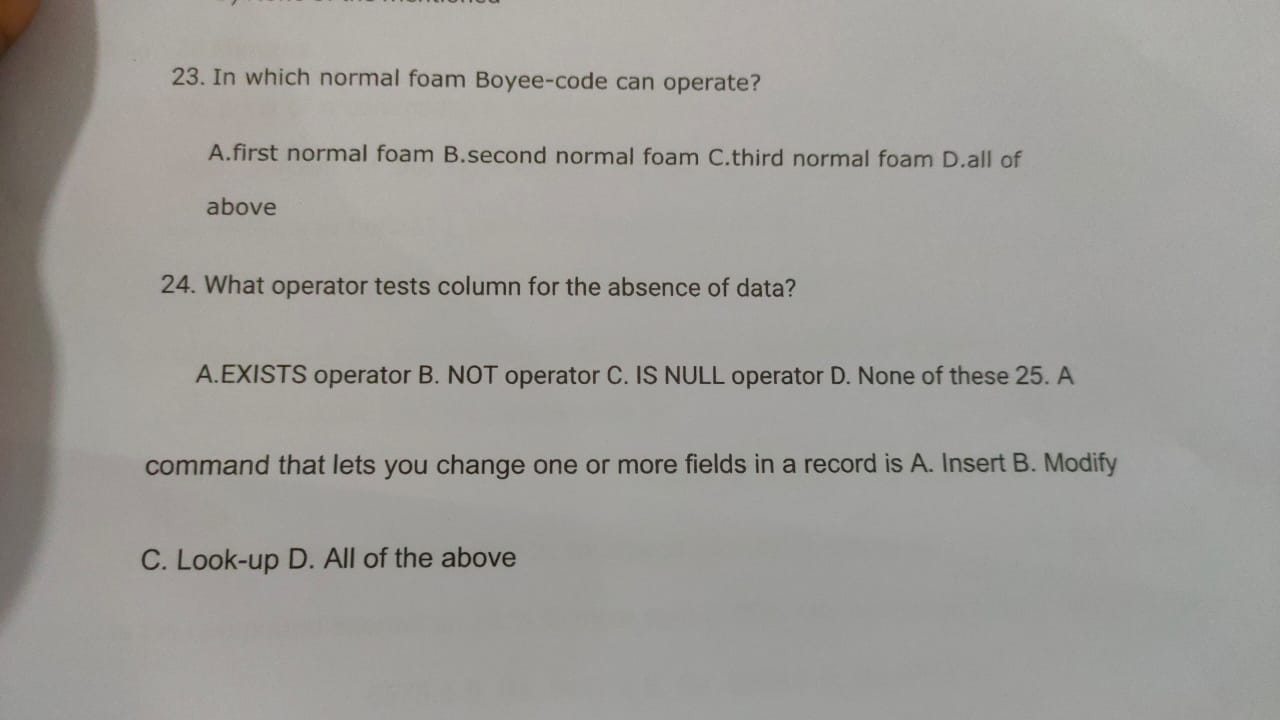 23. In which normal foam Boyee-code can operate?
A.first normal foam B.second normal foam C.third normal foam D.all of
above
24. What operator tests column for the absence of data?
A.EXISTS operator B. NOT operator C. IS NULL operator D. None of these 25. A
command that lets you change one or more fields in a record is A. Insert B. Modify
C. Look-up D. All of the above